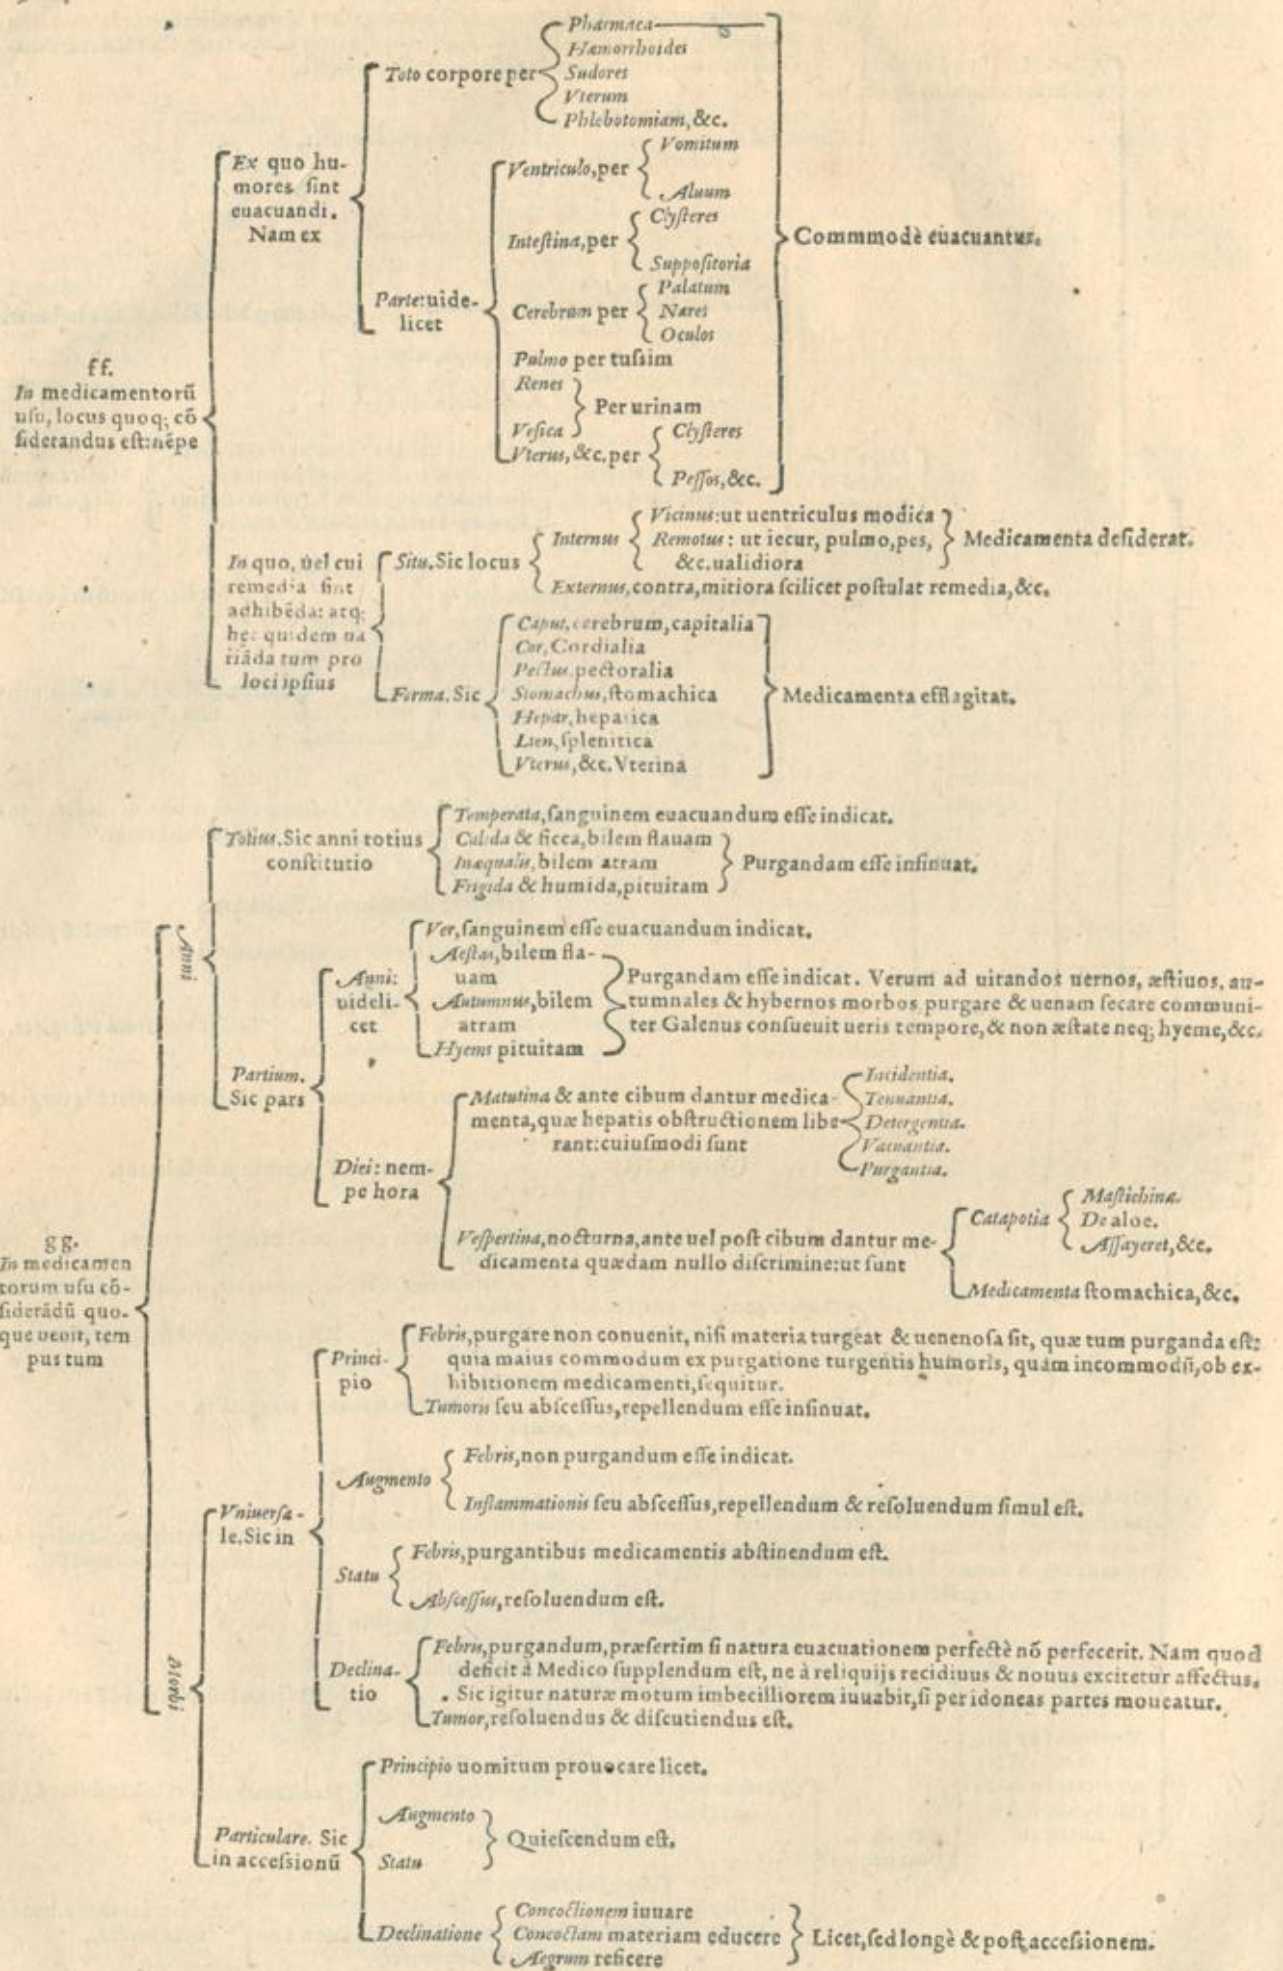 ff.
In medicamentorū
usu, locus quoq; cō
siderandus est: nēpe
Ex quo hu-
mores sint
euacuandi.
Nam ex
Toto corpore per
Pharmaca
Hæmorrhoides
Sudores
Vterum
Phlebotomiam, &c.
Parte: uide-
licet
Ventriculo, per
Vomitum
Aluum
Intestina, per
Clysteres
Suppositoria
Cerebrum per
Palatum
Nares
Oculos
Pulmo per tussim
Renes
Vesica
Per urinam
Vterus, &c. per
Clysteres
Pessos, &c.
Commmodè euacuantur.
In quo, uel cui
remedia sint
adhibēda: atq;
hęc quidem ua
riāda tum pro
loci ipsius
Situ. Sic locus
Internus
Vicinus: ut uentriculus modica
Remotus: ut iecur, pulmo, pes,
&c. ualidiora
Medicamenta desiderat.
Externus, contra, mitiora scilicet postulat remedia, &c.
Forma. Sic
Caput, cerebrum, capitalia
Cor, Cordialia
Pectus, pectoralia
Stomachus, stomachica
Hepar, hepatica
Lien, splenitica
Vterus, &c. Vterina
Medicamenta efflagitat.
gg.
In medicamen
torum usu cō-
siderādū quo-
que uenit, tem
pus tum
Anni
Totius. Sic anni totius
constitutio
Temperata, sanguinem euacuandum esse indicat.
Calida & sicca, bilem flauam
Inæqualis, bilem atram
Frigida & humida, pituitam
Purgandam esse insinuat.
Partium.
Sic pars
Anni:
uideli-
cet
Ver, sanguinem esse euacuandum indicat.
Aestas, bilem fla-
uam
Autumnus, bilem
atram
Hyems pituitam
Purgandam esse indicat. Verum ad uitandos uernos, æstiuos, au-
tumnales & hybernos morbos purgare & uenam secare communi-
ter Galenus consueuit ueris tempore, & non æstate neq; hyeme, &c.
Diei: nem-
pe hora
Matutina & ante cibum dantur medica-
menta, quæ hepatis obstructionem libe-
rant: cuiusmodi sunt
Incidentia.
Tenuantia.
Detergentia.
Vacuantia.
Purgantia.
Vespertina, nocturna, ante uel post cibum dantur me-
dicamenta quædam nullo discrimine: ut sunt
Catapotia
Mastichina.
De aloe.
Assayeret, &c.
Medicamenta stomachica, &c.
Morbi
Vniuersa-
le. Sic in
Princi-
pio
Febris, purgare non conuenit, nisi materia turgeat & uenenosa sit, quæ tum purganda est:
quia maius commodum ex purgatione turgentis humoris, quàm incommodū, ob ex-
hibitionem medicamenti, sequitur.
Tumoris seu abscessus, repellendum esse insinuat.
Augmento
Febris, non purgandum esse indicat.
Inflammationis seu abscessus, repellendum & resoluendum simul est.
Statu
Febris, purgantibus medicamentis abstinendum est.
Abscessus, resoluendum est.
Declina-
tio
Febris, purgandum, præsertim si natura euacuationem perfectè nō perfecerit. Nam quod
deficit à Medico supplendum est, ne à reliquijs recidiuus & nouus excitetur affectus.
Sic igitur naturæ motum imbecilliorem iuuabit, si per idoneas partes moueatur.
Tumor, resoluendus & discutiendus est.
Particulare. Sic
in accessionū
Principio uomitum prouocare licet.
Augmento
Statu
Quiescendum est.
Declinatione
Concoctionem iuuare
Concoctam materiam educere
Aegrum reficere
Licet, sed longè & post accessionem.